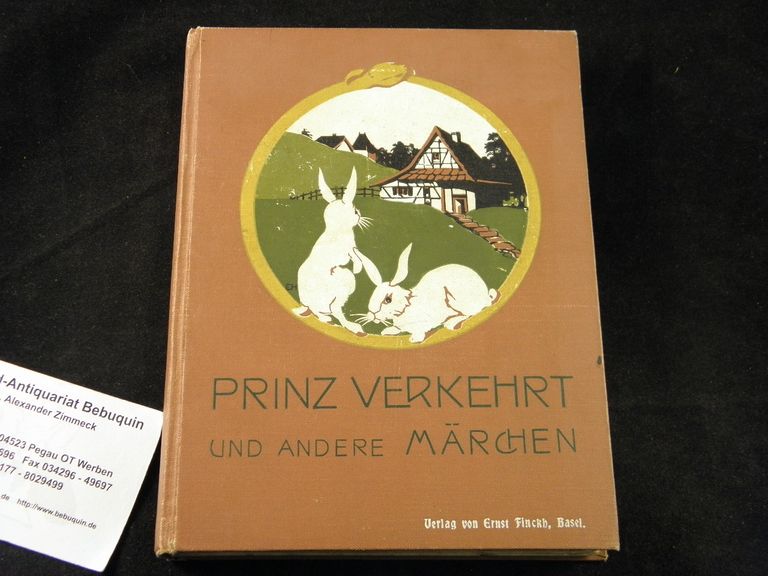 PRINZ VERKEHRT
UND ANDERE MÄRCHEN
Verlag von Ernst Finckh, Basel.
-Antiquariat Bebuquin
Alexander Zimmeck
04523 Pegau OT Werben
696 Fax 034296 - 49697
177 - 8029499
.de http://www.bebuquin.de